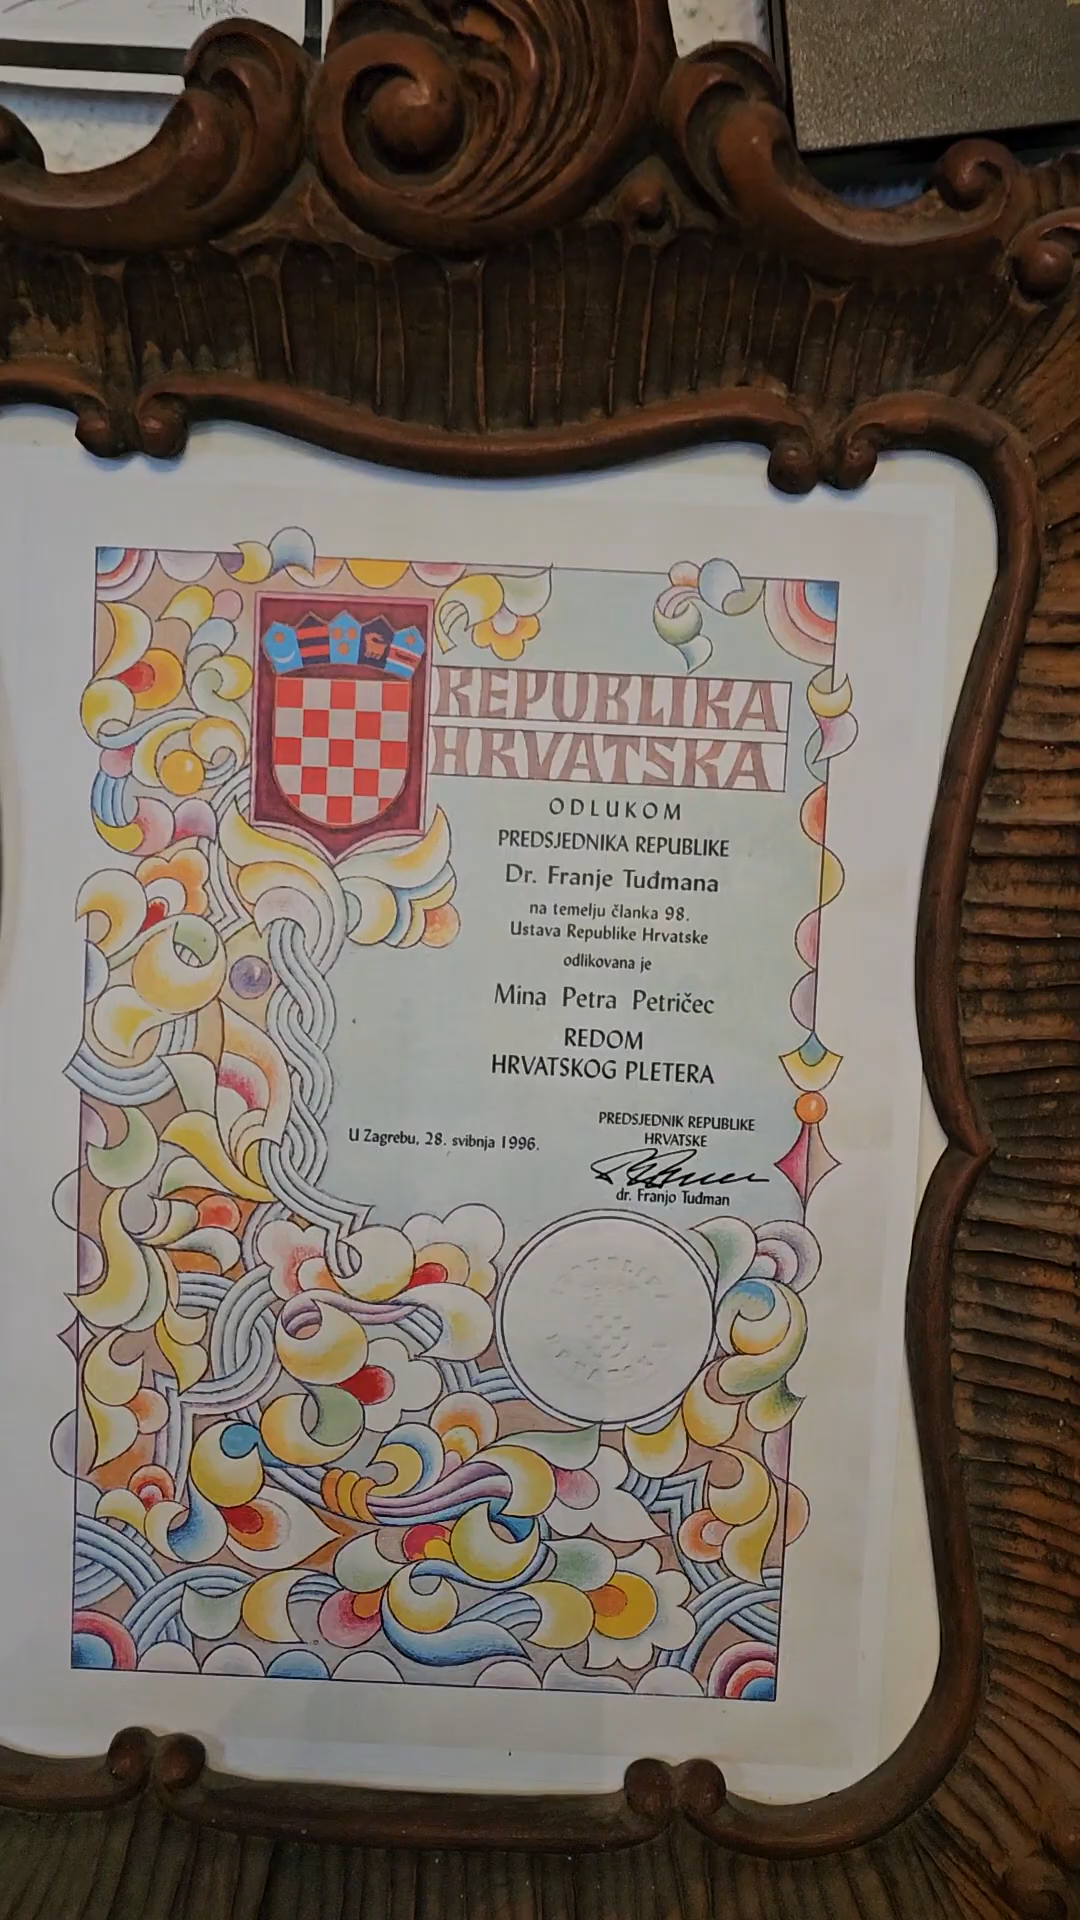 REPUBLIKA
HRVATSKA
ODLUKOM
PREDSJEDNIKA REPUBLIKE
Dr. Franje Tuđmana
na temelju članka 98.
Ustava Republike Hrvatske
odlikovana je
Mina Petra Petričec
REDOM
HRVATSKOG PLETERA
U Zagrebu, 28. svibnja 1996.
PREDSJEDNIK REPUBLIKE
HRVATSKE
dr. Franjo Tuđman